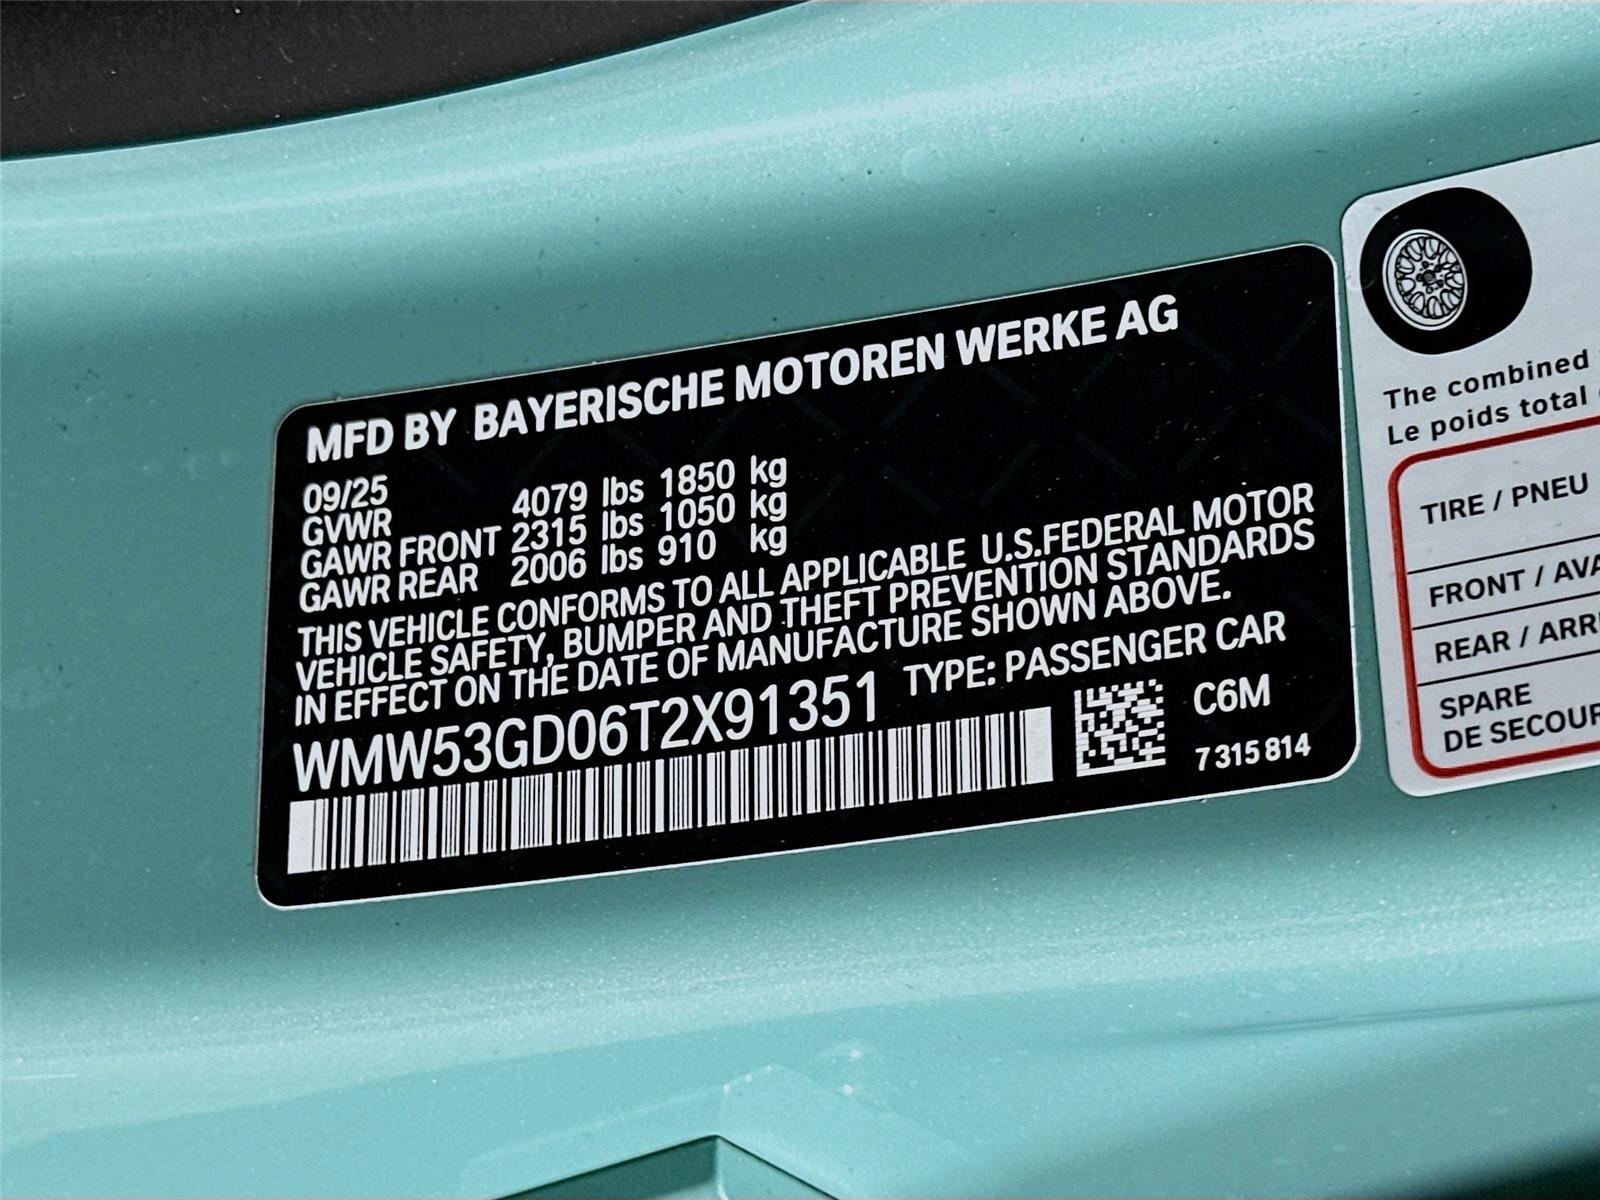 MFD BY BAYERISCHE MOTOREN WERKE AG
09/25
GVWR 4079 lbs 1850 kg
GAWR FRONT 2315 lbs 1050 kg
GAWR REAR 2006 lbs 910 kg
THIS VEHICLE CONFORMS TO ALL APPLICABLE U.S.FEDERAL MOTOR
VEHICLE SAFETY, BUMPER AND THEFT PREVENTION STANDARDS
IN EFFECT ON THE DATE OF MANUFACTURE SHOWN ABOVE.
WMW53GD06T2X91351 TYPE: PASSENGER CAR
C6M
7 315 814
The combined
Le poids total
TIRE / PNEU
FRONT / AVA
REAR / ARRI
SPARE
DE SECOUR